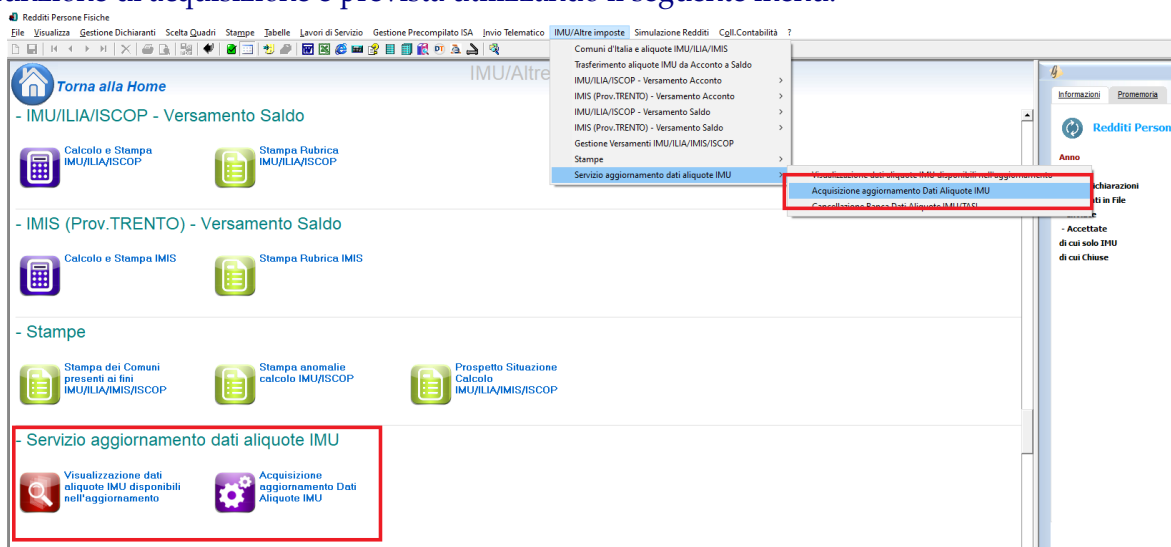 funzione di acquisizione è prevista utilizzando il seguente menu:
Redditi Persone Fisiche
File Visualizza Gestione Dichiaranti Scelta Quadri Stampe Tabelle Lavori di Servizio Gestione Precompilato ISA Invio Telematico IMU/Altre imposte Simulazione Redditi Coll.Contabilità ?
Comuni d'Italia e aliquote IMU/ILIA/IMIS
Trasferimento aliquote IMU da Acconto a Saldo
IMU/ILIA/ISCOP - Versamento Acconto >
IMIS (Prov.TRENTO) - Versamento Acconto >
IMU/ILIA/ISCOP - Versamento Saldo >
IMIS (Prov.TRENTO) - Versamento Saldo >
Gestione Versamenti IMU/ILIA/IMIS/ISCOP
Stampe >
Servizio aggiornamento dati aliquote IMU >
Visualizzazione dati aliquote IMU disponibili nell'aggiornamento
Acquisizione aggiornamento Dati Aliquote IMU
Cancellazione Banca Dati Aliquote IMU/TASI
Torna alla Home
IMU/Altre
- IMU/ILIA/ISCOP - Versamento Saldo
Calcolo e Stampa
IMU/ILIA/ISCOP
Stampa Rubrica
IMU/ILIA/ISCOP
- IMIS (Prov.TRENTO) - Versamento Saldo
Calcolo e Stampa IMIS
Stampa Rubrica IMIS
- Stampe
Stampa dei Comuni
presenti ai fini
IMU/ILIA/IMIS/ISCOP
Stampa anomalie
calcolo IMU/ISCOP
Prospetto Situazione
Calcolo
IMU/ILIA/IMIS/ISCOP
- Servizio aggiornamento dati aliquote IMU
Visualizzazione dati
aliquote IMU disponibili
nell'aggiornamento
Acquisizione
aggiornamento Dati
Aliquote IMU
Informazioni Promemoria
Redditi Person
Anno
ichiarazioni
ti in File
- Accettate
di cui solo IMU
di cui Chiuse